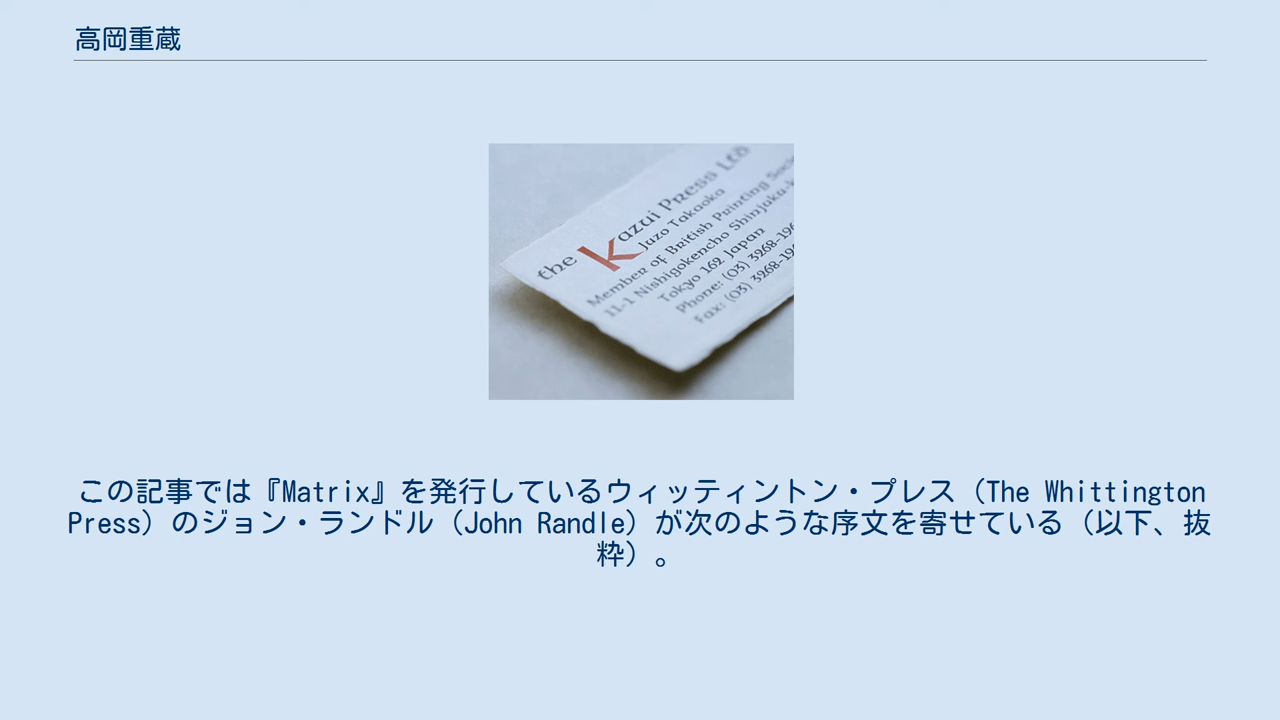 高岡重蔵
the kazui Press Ltd
Juzo Takaoka
Member of British Printing
11-1 Nishigokencho Shinjuku-k
Tokyo 162 Japan
Phone: (03) 3268-196
Fax: (03) 3268-19
この記事では『Matrix』を発行しているウィッティントン・プレス（The Whittington
Press）のジョン・ランドル（John Randle）が次のような序文を寄せている（以下、抜
粋）。